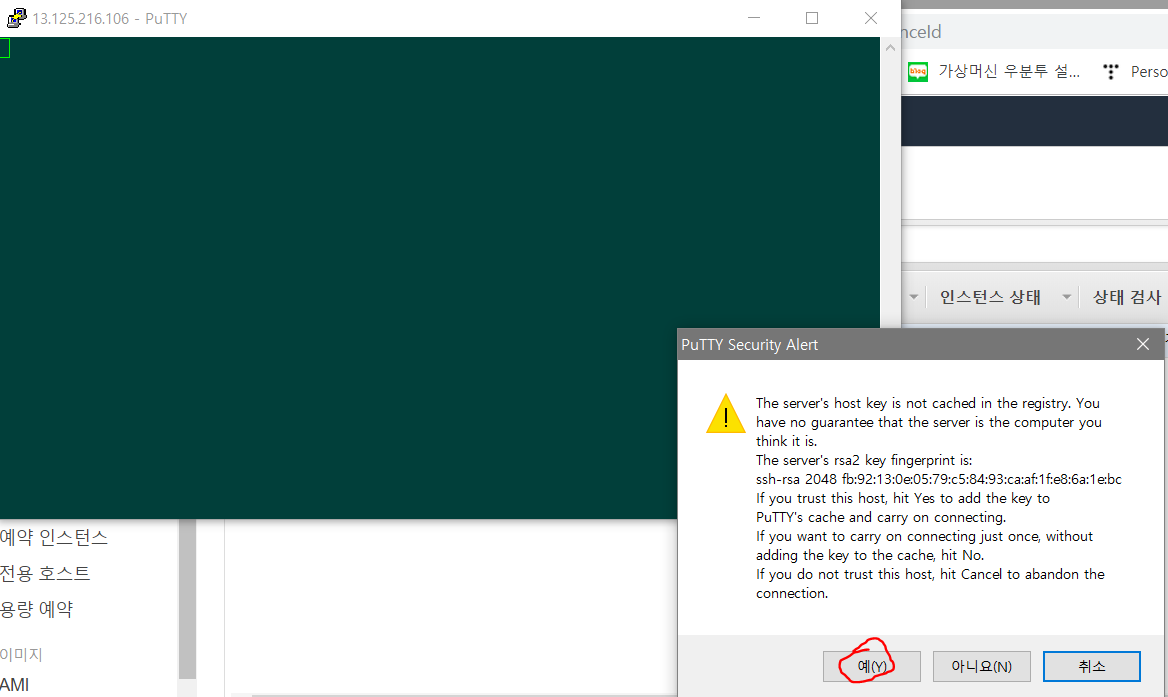 13.125.216.106 - PuTTY
nceId
blog
가상머신 우분투 설...
Perso
인스턴스 상태
상태 검사
PuTTY Security Alert
The server's host key is not cached in the registry. You
have no guarantee that the server is the computer you
think it is.
The server's rsa2 key fingerprint is:
ssh-rsa 2048 fb:92:13:0e:05:79:c5:84:93:ca:af:1f:e8:6a:1e:bc
If you trust this host, hit Yes to add the key to
PuTTY's cache and carry on connecting.
If you want to carry on connecting just once, without
adding the key to the cache, hit No.
If you do not trust this host, hit Cancel to abandon the
connection.
예(Y)
아니요(N)
취소
예약 인스턴스
전용 호스트
용량 예약
이미지
AMI